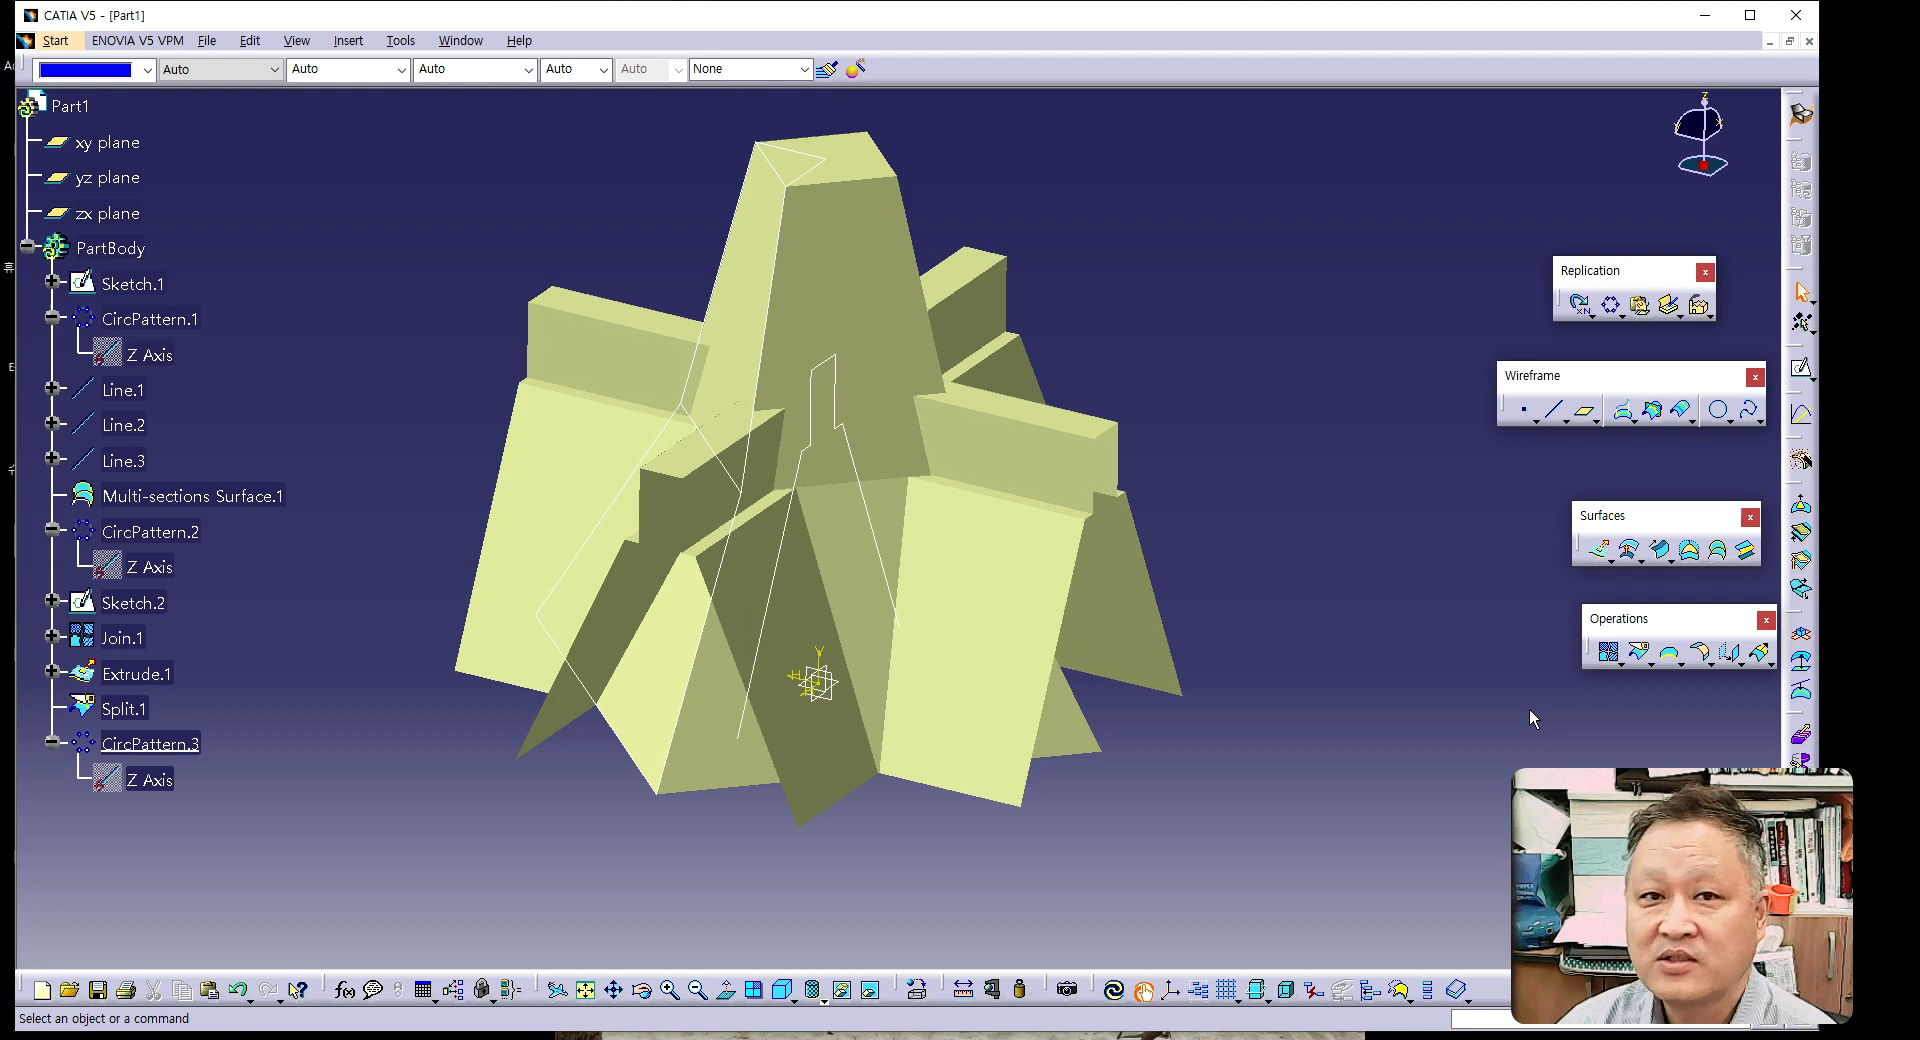 CATIA V5 - [Part1]
Start ENOVIA V5 VPM File Edit View Insert Tools Window Help
Auto Auto Auto Auto Auto None
Part1
xy plane
yz plane
zx plane
PartBody
Sketch.1
CircPattern.1
Z Axis
Line.1
Line.2
Line.3
Multi-sections Surface.1
CircPattern.2
Z Axis
Sketch.2
Join.1
Extrude.1
Split.1
CircPattern.3
Z Axis
z
Replication
Wireframe
Surfaces
Operations
Y
Select an object or a command